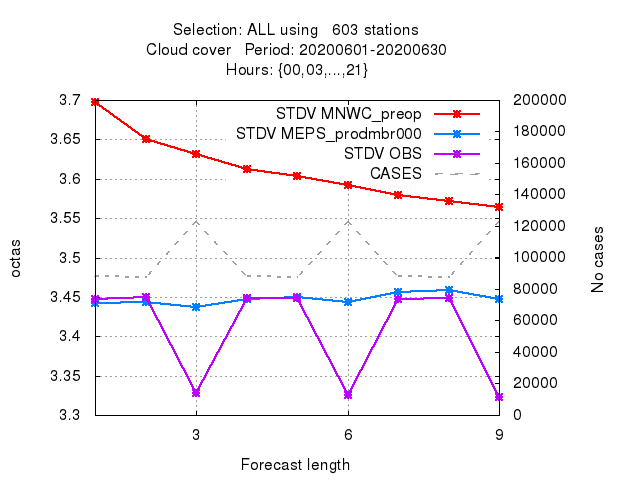 Selection: ALL using   603 stations
Cloud cover   Period: 20200601-20200630
Hours: {00,03,...,21}
STDV MNWC_preop
STDV MEPS_prodmbr000
STDV OBS
CASES
3.7
3.65
3.6
3.55
3.5
3.45
3.4
3.35
3.3
octas
200000
180000
160000
140000
120000
100000
80000
60000
40000
20000
0
No cases
3 6 9
Forecast length